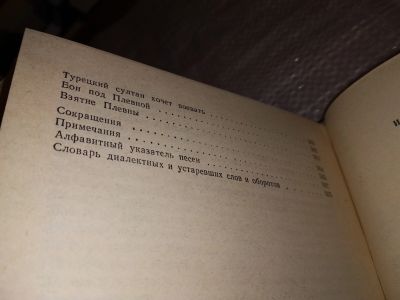 Турецкий султан хочет воевать
Бои под Плевной
Взятие Плевны
Сокращения
Примечания
Алфавитный указатель песен
Словарь диалектных и устаревших слов и оборотов